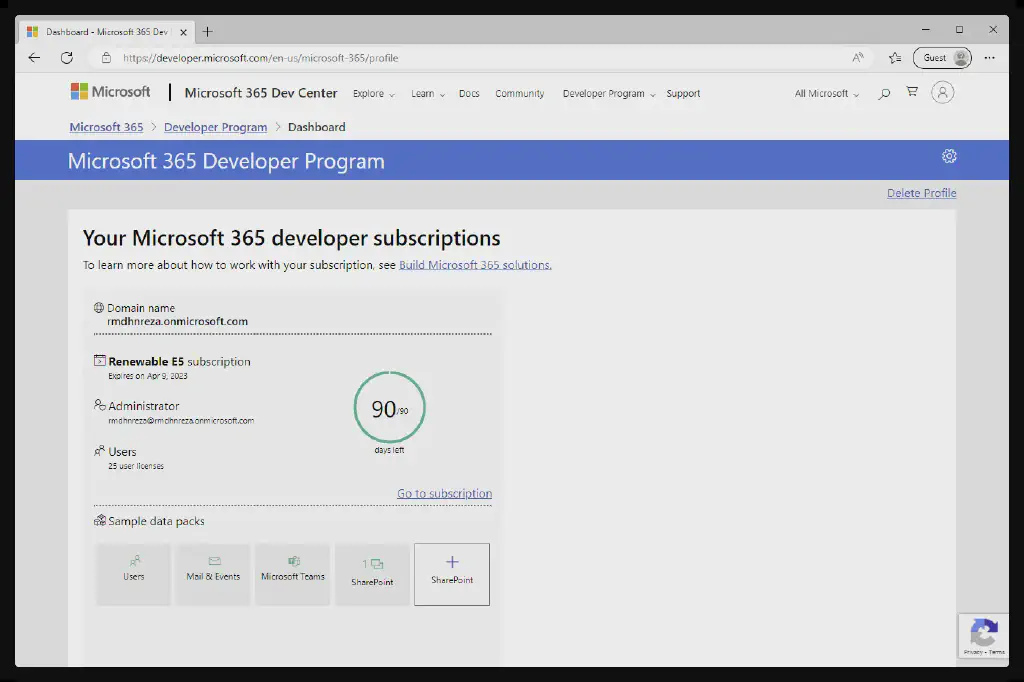 Dashboard - Microsoft 365 Dev
https://developer.microsoft.com/en-us/microsoft-365/profile
Guest
Microsoft
Microsoft 365 Dev Center
Explore
Learn
Docs
Community
Developer Program
Support
All Microsoft
Microsoft 365 > Developer Program > Dashboard
Microsoft 365 Developer Program
Delete Profile
Your Microsoft 365 developer subscriptions
To learn more about how to work with your subscription, see Build Microsoft 365 solutions.
Domain name
rmdhnreza.onmicrosoft.com
Renewable E5 subscription
Expires on Apr 9, 2023
Administrator
rmdhnreza@rmdhnreza.onmicrosoft.com
Users
25 user licenses
90/90
days left
Go to subscription
Sample data packs
Users
Mail & Events
Microsoft Teams
1
SharePoint
SharePoint
Privacy - Terms